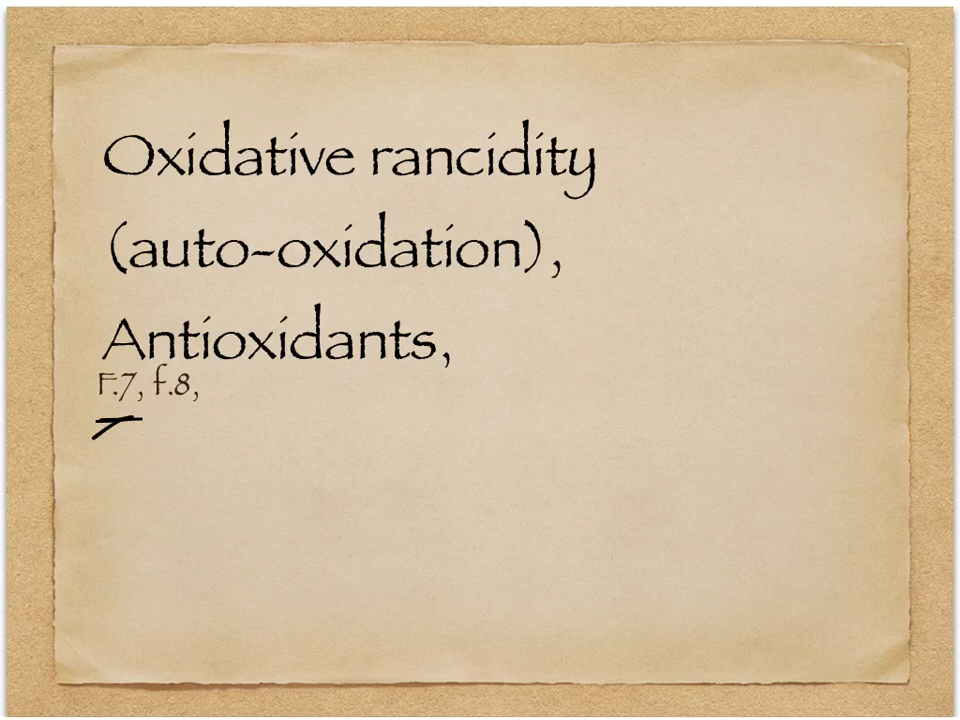 Oxidative rancidity
(auto-oxidation),
Antioxidants,
F.7, f.8,